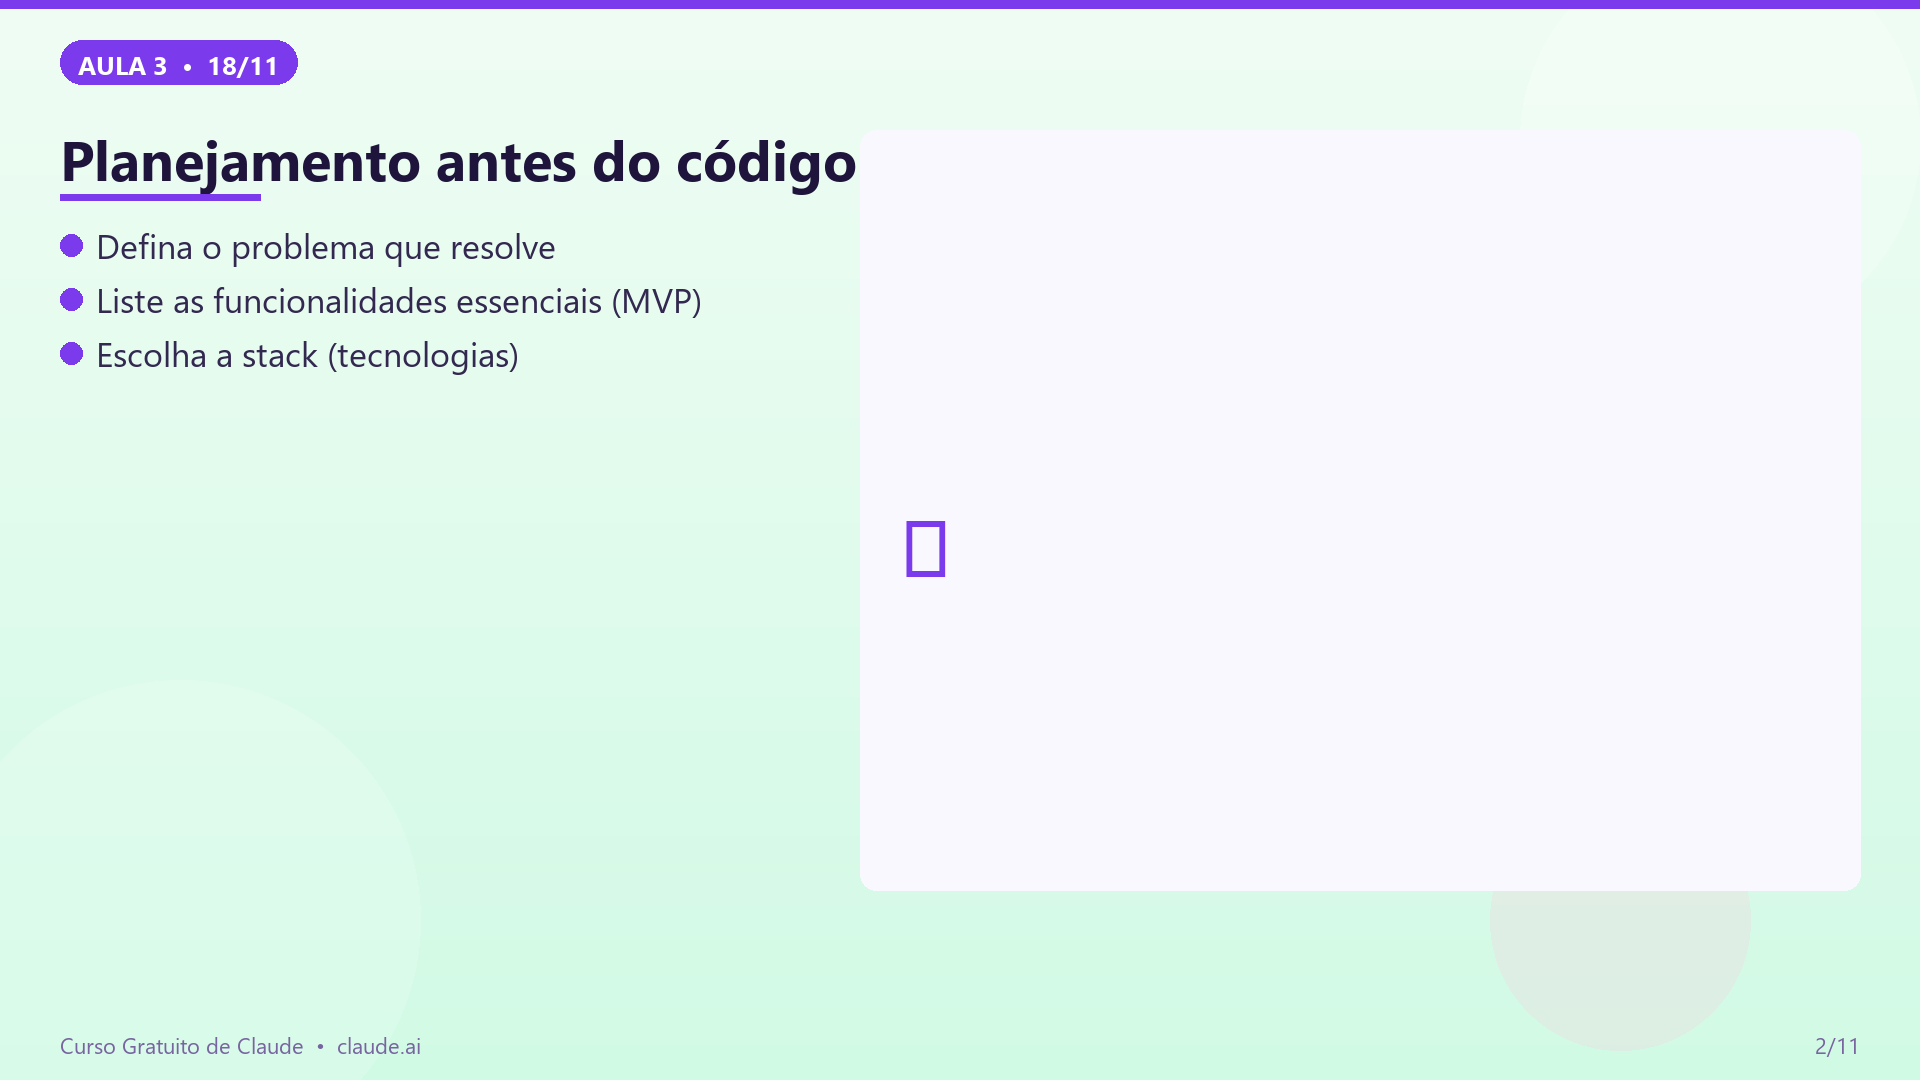 AULA 3 • 18/11
Planejamento antes do código
Defina o problema que resolve
Liste as funcionalidades essenciais (MVP)
Escolha a stack (tecnologias)
Curso Gratuito de Claude • claude.ai
2/11